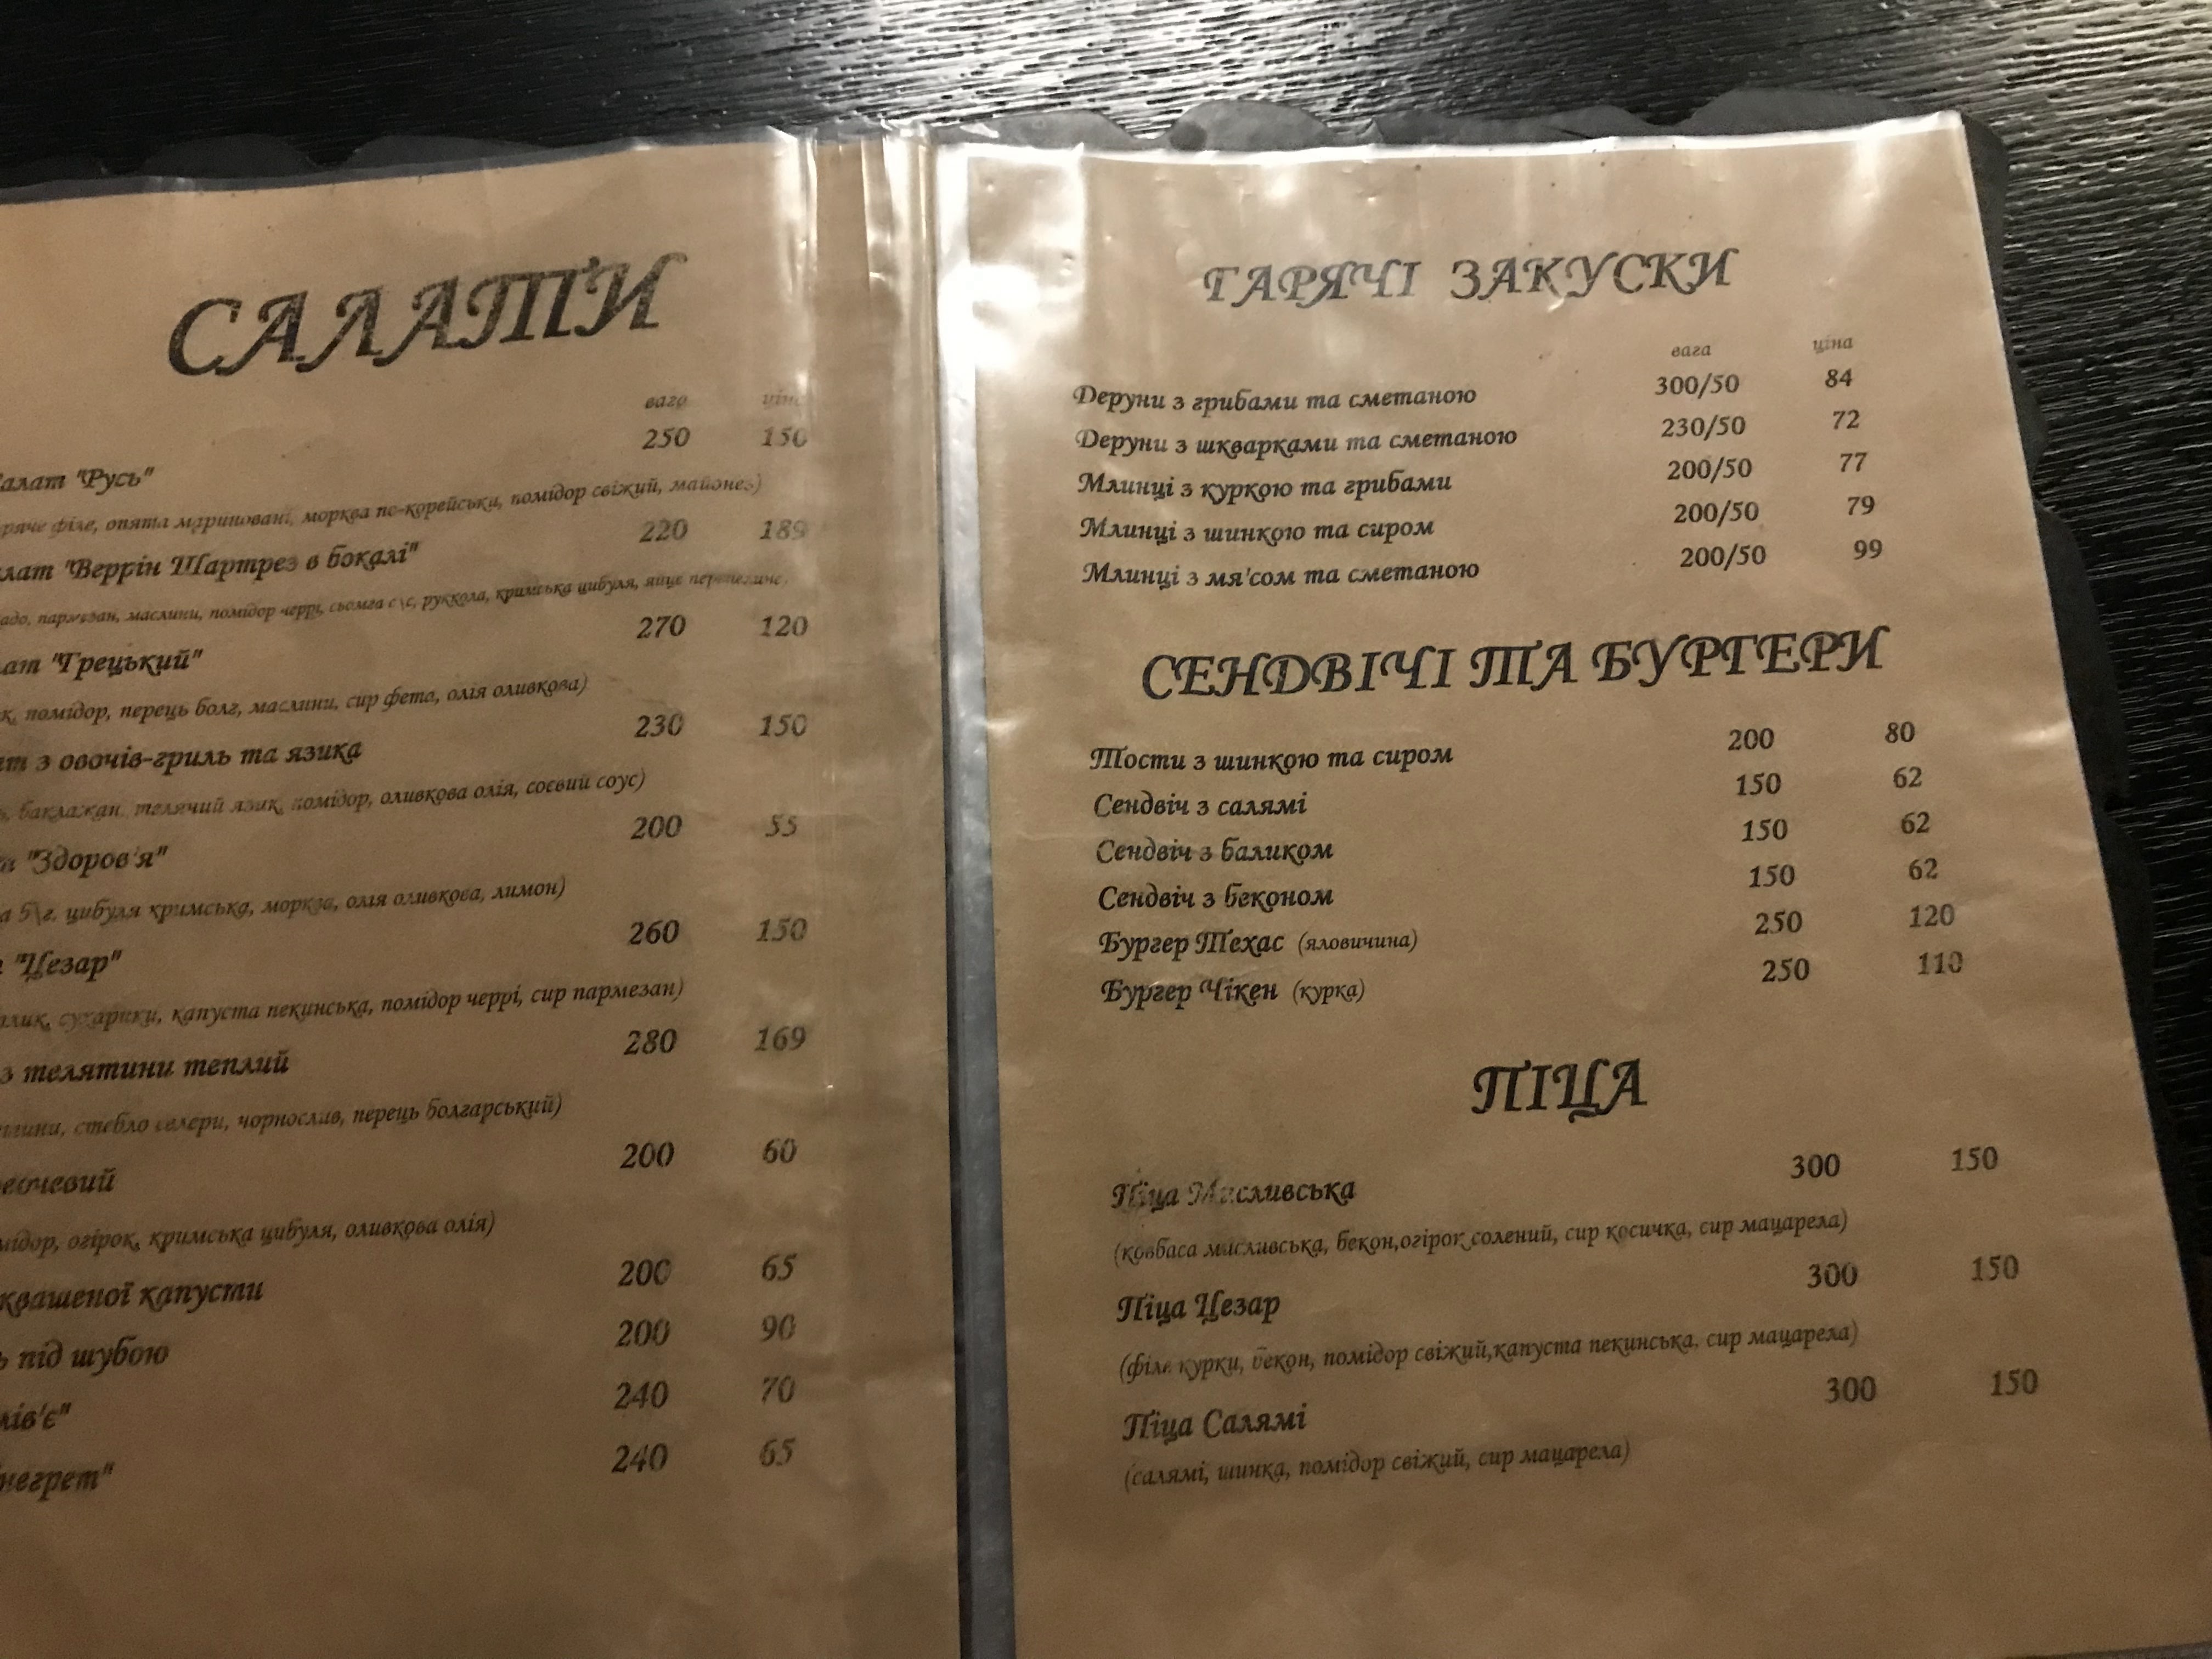 САЛАТИ
вага ціна
250 150
"Русь"
філе, опята мариновані, морква по-корейськи, помідор свіжий, майонез)
220 189
"Веррін Шартрез в бокалі"
пармезан, маслини, помідор черрі, сьомга с\с, руккола, кримська цибуля, яйце
270 120
"Грецький"
помідор, перець болг, маслини, сир фета, олія оливкова)
230 150
з овочів-гриль та язика
баклажан, телячий язик, помідор, оливкова олія, соєвий соус)
200 55
"Здоров'я"
б\г, цибуля кримська, морква, олія оливкова, лимон)
260 150
"Цезар"
сухарики, капуста пекинська, помідор черрі, сир пармезан)
280 169
з телятини теплий
стебло селери, чорнослив, перець болгарський)
200 60
огірок, кримська цибуля, оливкова олія)
200 65
квашеної капусти
200 90
під шубою
240 70
240 65
ГАРЯЧІ ЗАКУСКИ
вага ціна
Деруни з грибами та сметаною 300/50 84
Деруни з шкварками та сметаною 230/50 72
Млинці з куркою та грибами 200/50 77
Млинці з шинкою та сиром 200/50 79
Млинці з мя'сом та сметаною 200/50 99
СЕНДВІЧІ ТА БУРГЕРИ
Тости з шинкою та сиром 200 80
Сендвіч з салямі 150 62
Сендвіч з баликом 150 62
Сендвіч з беконом 150 62
Бургер Техас (яловичина) 250 120
Бургер Чікен (курка) 250 110
ПІЦА
Піца Мисливська 300 150
(ковбаса мисливська, бекон,огірок солений, сир косичка, сир мацарела)
Піца Цезар 300 150
(філе курки, бекон, помідор свіжий,капуста пекинська, сир мацарела)
Піца Салямі 300 150
(салямі, шинка, помідор свіжий, сир мацарела)